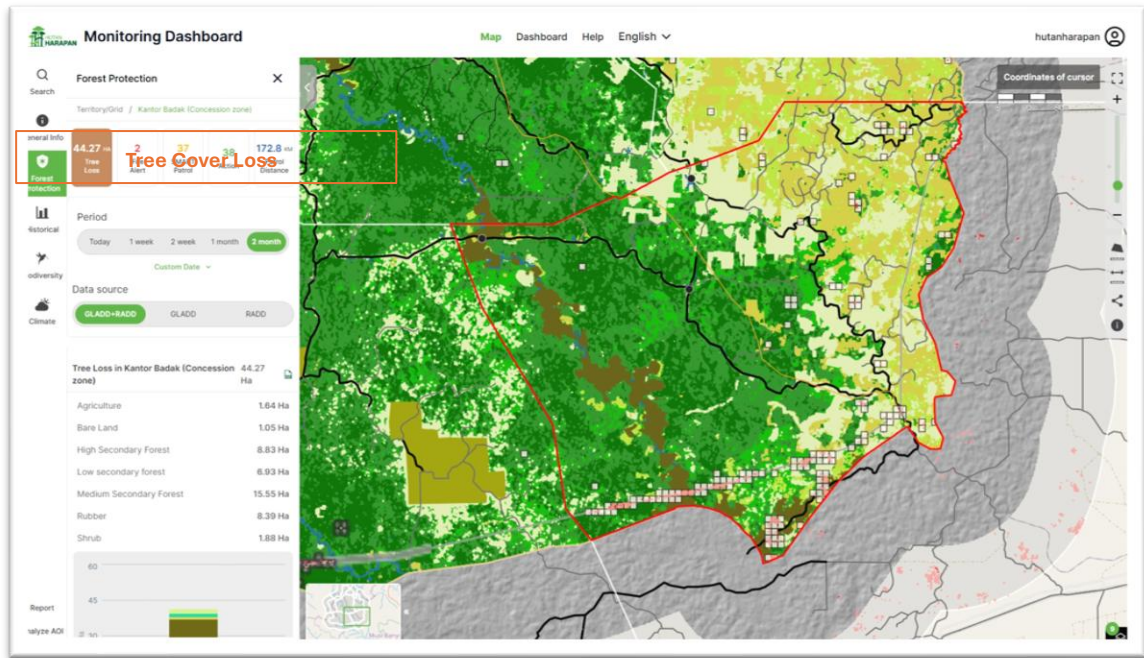 HUTAN
HARAPAN
Monitoring Dashboard
Map Dashboard Help English
hutanharapan
Search
Forest Protection
Coordinates of cursor
Territory/Grid / Kantor Badak (Concession zone)
eneral Info
44.27 HA
2
37
38
172.8 KM
Tree Cover Loss
Tree
Loss
Alert
Patrol
Distance
Forest
rotection
Period
Historical
Today 1 week 2 week 1 month 2 month
Custom Date
odiversity
Data source
GLADD+RADD GLADD RADD
Climate
Tree Loss in Kantor Badak (Concession
zone)
44.27
Ha
Agriculture 1.64 Ha
Bare Land 1.05 Ha
High Secondary Forest 8.83 Ha
Low secondary forest 6.93 Ha
Medium Secondary Forest 15.55 Ha
Rubber 8.39 Ha
Shrub 1.88 Ha
60
45
30
Report
nalyze AOI